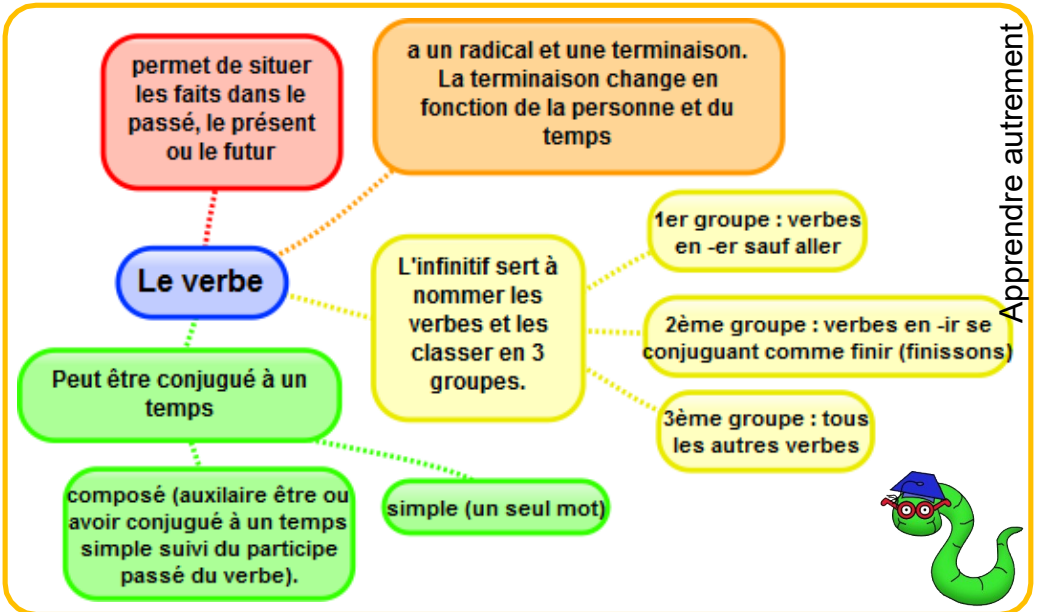 permet de situer
les faits dans le
passé, le présent
ou le futur
a un radical et une terminaison.
La terminaison change en
fonction de la personne et du
temps
Apprendre autrement
Le verbe
L'infinitif sert à
nommer les
verbes et les
classer en 3
groupes.
1er groupe : verbes
en -er sauf aller
2ème groupe : verbes en -ir se
conjuguant comme finir (finissons)
3ème groupe : tous
les autres verbes
Peut être conjugué à un
temps
composé (auxilaire être ou
avoir conjugué à un temps
simple suivi du participe
passé du verbe).
simple (un seul mot)